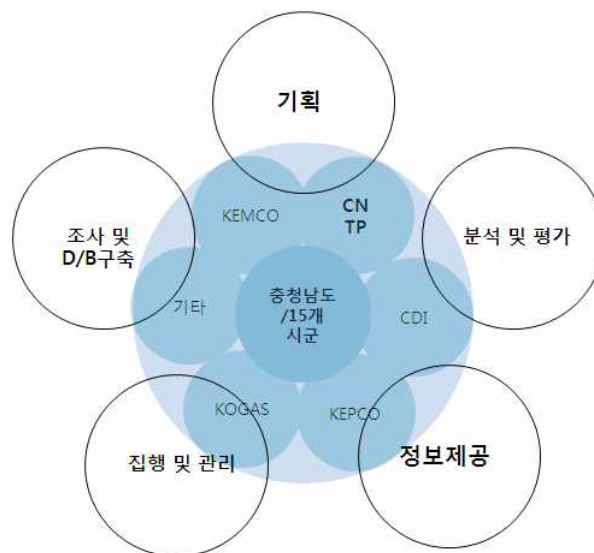 기획
KEMCO
CN
TP
조사 및
D/B구축
분석 및 평가
기타
충청남도
/15개
시군
CDI
KOGAS
KEPCO
집행 및 관리
정보제공